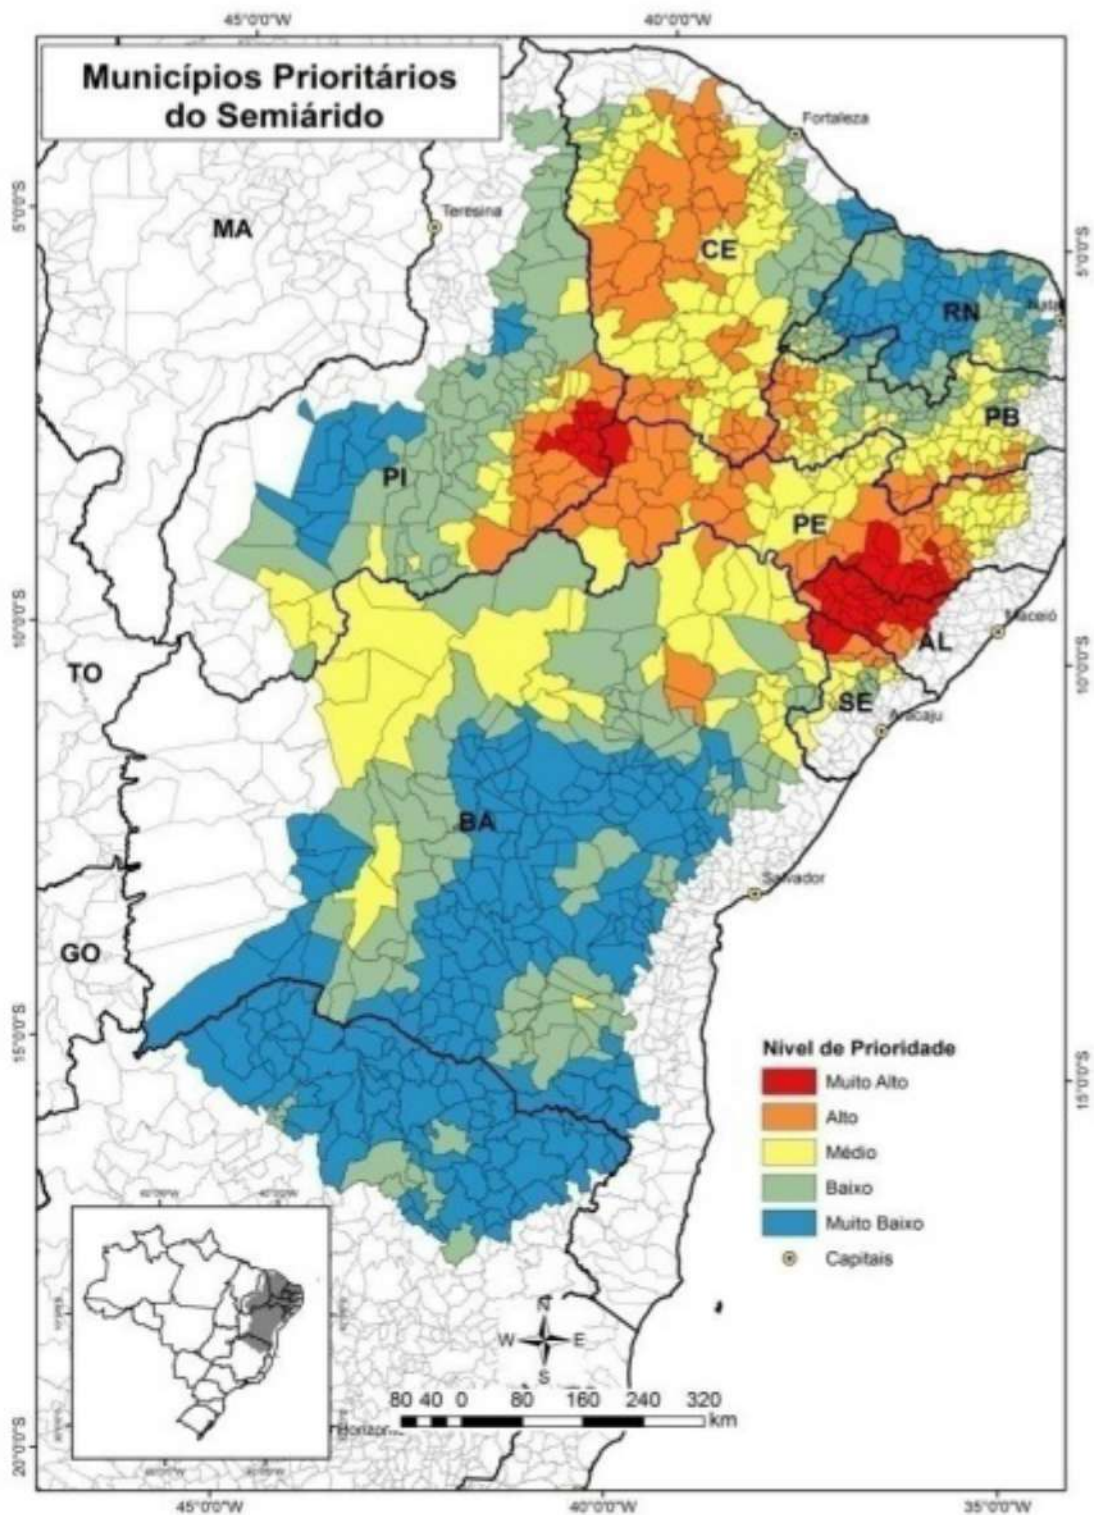 45°0'0"W
40°0'0"W
Municípios Prioritários
do Semiárido
Fortaleza
5°0'0"S
Teresina
MA
CE
5°0'0"S
RN
PB
PI
PE
10°0'0"S
Maceió
AL
TO
10°0'0"S
SE
Aracaju
BA
Salvador
GO
15°0'0"S
Nível de Prioridade
Muito Alto
15°0'0"S
Alto
Médio
Baixo
Muito Baixo
Capitais
N
W
E
S
80 40 0 80 160 240 320
km
20°0'0"S
45°0'0"W
40°0'0"W
35°0'0"W